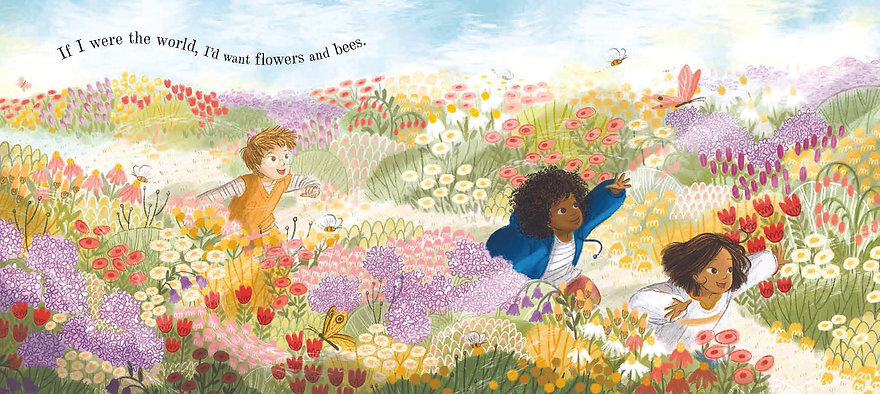 If I were the world, I'd want flowers and bees.